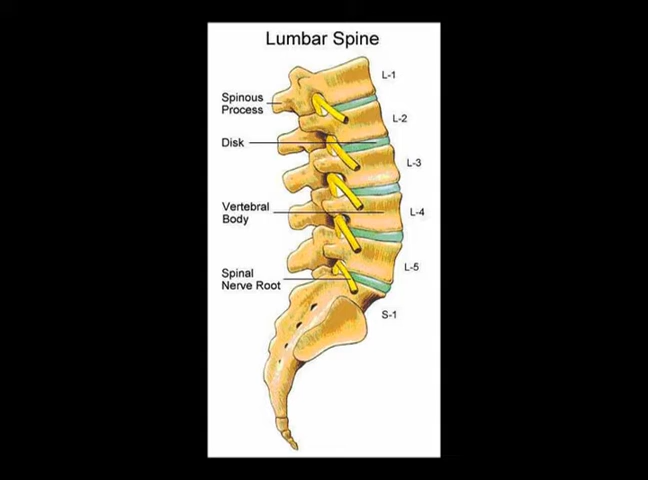 Lumbar Spine
L-1
Spinous
Process
L-2
Disk
L-3
Vertebral
Body
L-4
L-5
Spinal
Nerve Root
S-1